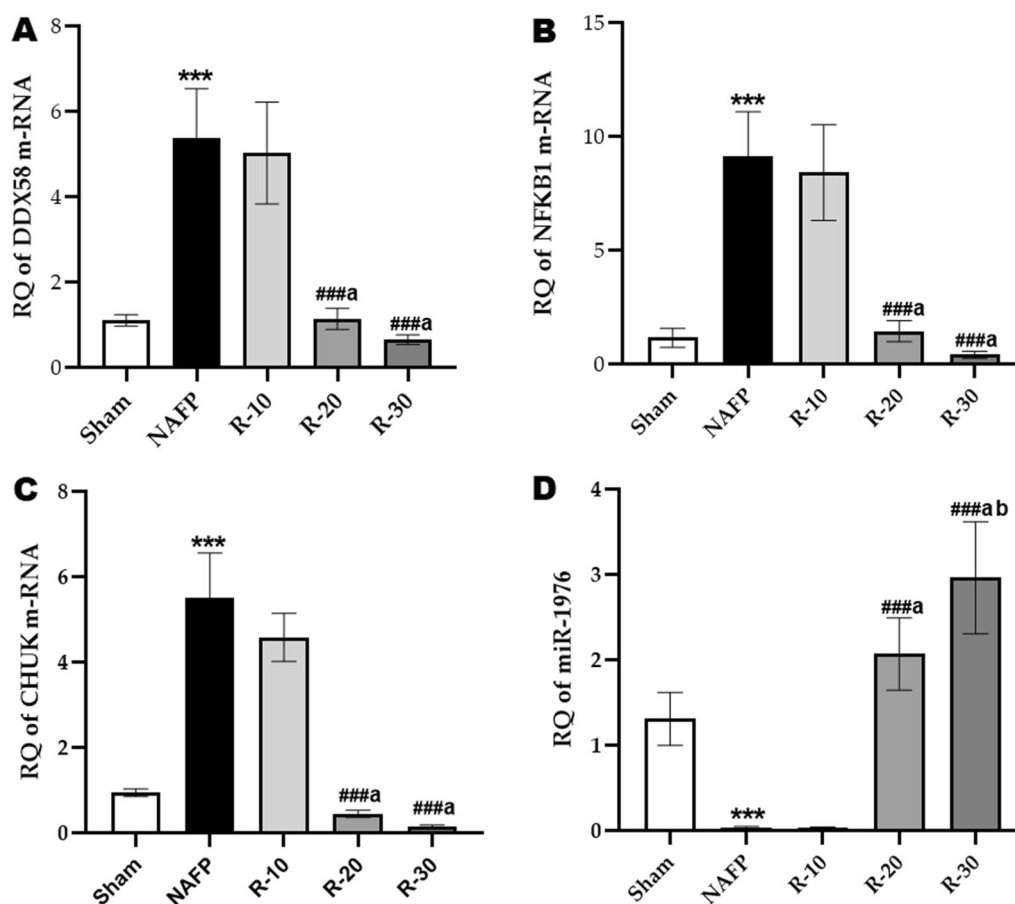 A
RQ of DDX58 m-RNA
8
6
4
2
0
***
###a
###a
Sham
NAFP
R-10
R-20
R-30
B
RQ of NFKB1 m-RNA
15
10
5
0
***
###a
###a
Sham
NAFP
R-10
R-20
R-30
C
RQ of CHUK m-RNA
8
6
4
2
0
***
###a
###a
Sham
NAFP
R-10
R-20
R-30
D
RQ of miR-1976
4
3
2
1
0
***
###a
###ab
Sham
NAFP
R-10
R-20
R-30